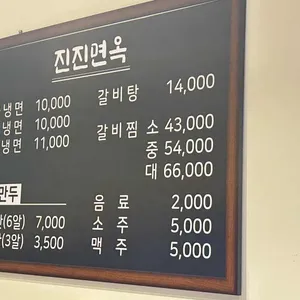 진진면옥
냉면 10,000
냉면 10,000
냉면 11,000
만두
(6알) 7,000
(3알) 3,500
갈비탕 14,000
갈비찜 소 43,000
중 54,000
대 66,000
음료 2,000
소주 5,000
맥주 5,000